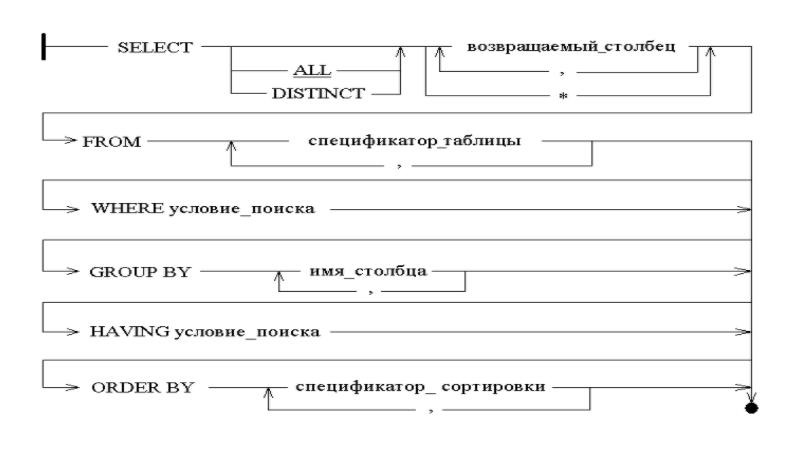 SELECT возвращаемый_столбец
ALL ,
DISTINCT *
FROM спецификатор_таблицы
,
WHERE условие_поиска
GROUP BY имя_столбца
,
HAVING условие_поиска
ORDER BY спецификатор_ сортировки
,